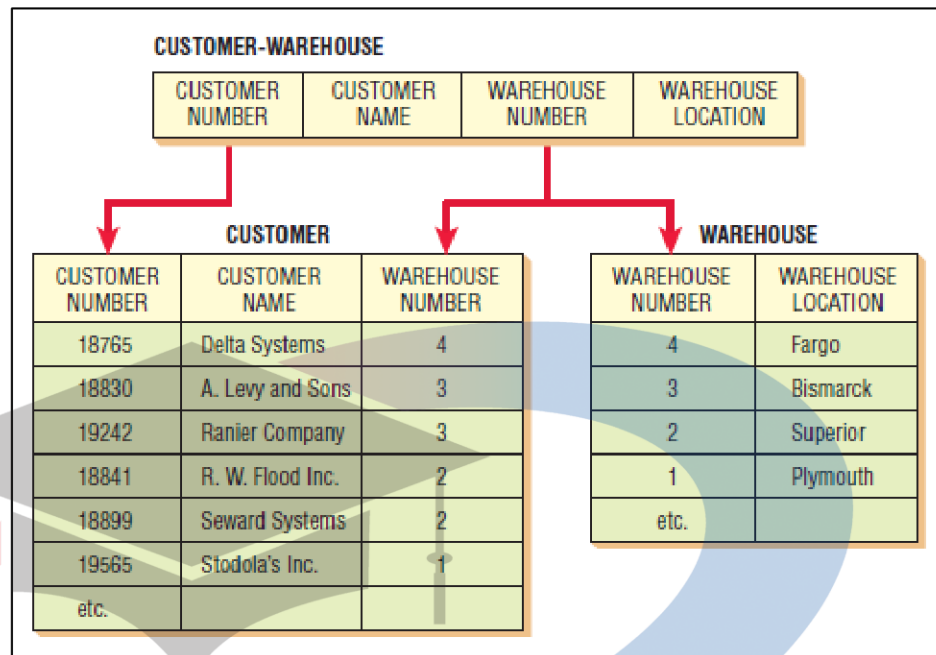 CUSTOMER-WAREHOUSE
CUSTOMER NUMBER CUSTOMER NAME WAREHOUSE NUMBER WAREHOUSE LOCATION
CUSTOMER
CUSTOMER NUMBER CUSTOMER NAME WAREHOUSE NUMBER
18765 Delta Systems 4
18830 A. Levy and Sons 3
19242 Ranier Company 3
18841 R. W. Flood Inc. 2
18899 Seward Systems 2
19565 Stodola's Inc. 1
etc.
WAREHOUSE
WAREHOUSE NUMBER WAREHOUSE LOCATION
4 Fargo
3 Bismarck
2 Superior
1 Plymouth
etc.